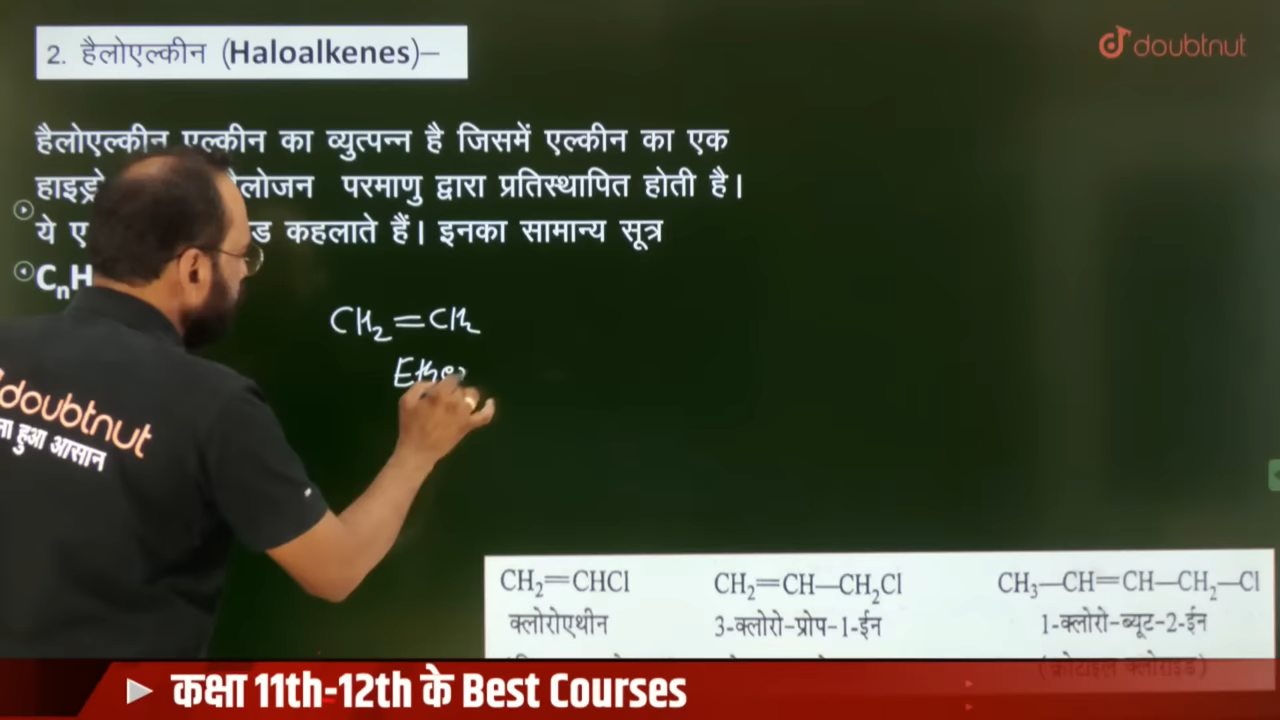 2. हैलोएल्कीन (Haloalkenes)–
doubtnut
हैलोएल्कीन एल्कीन का व्युत्पन्न है जिसमें एल्कीन का एक
परमाणु द्वारा प्रतिस्थापित होती है।
ये कहलाते हैं। इनका सामान्य सूत्र
CₙH
CH₂=CH₂
doubtnut
हुआ आसान
CH₂=CHCl CH₂=CH—CH₂Cl CH₃—CH=CH—CH₂—Cl
क्लोरोएथीन 3-क्लोरो-प्रोप-1-ईन 1-क्लोरो-ब्यूट-2-ईन
(क्रोटाइल क्लोराइड)
कक्षा 11th-12th के Best Courses